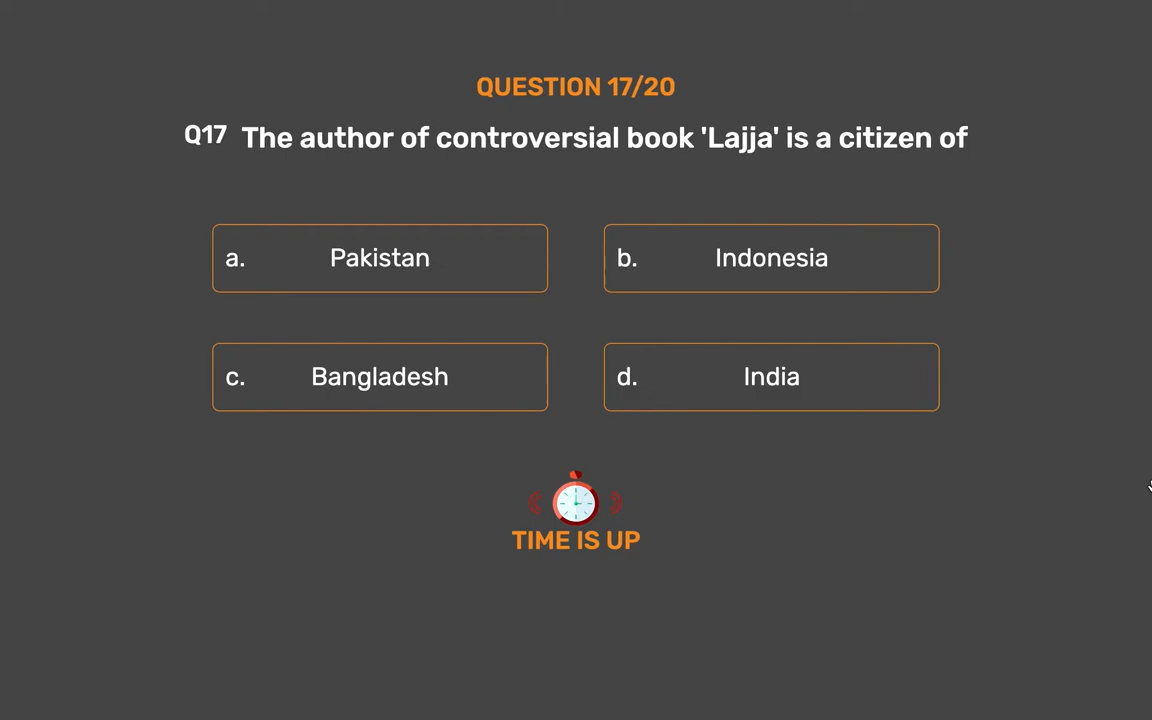 QUESTION 17/20
Q17 The author of controversial book 'Lajja' is a citizen of
a. Pakistan
b. Indonesia
c. Bangladesh
d. India
TIME IS UP